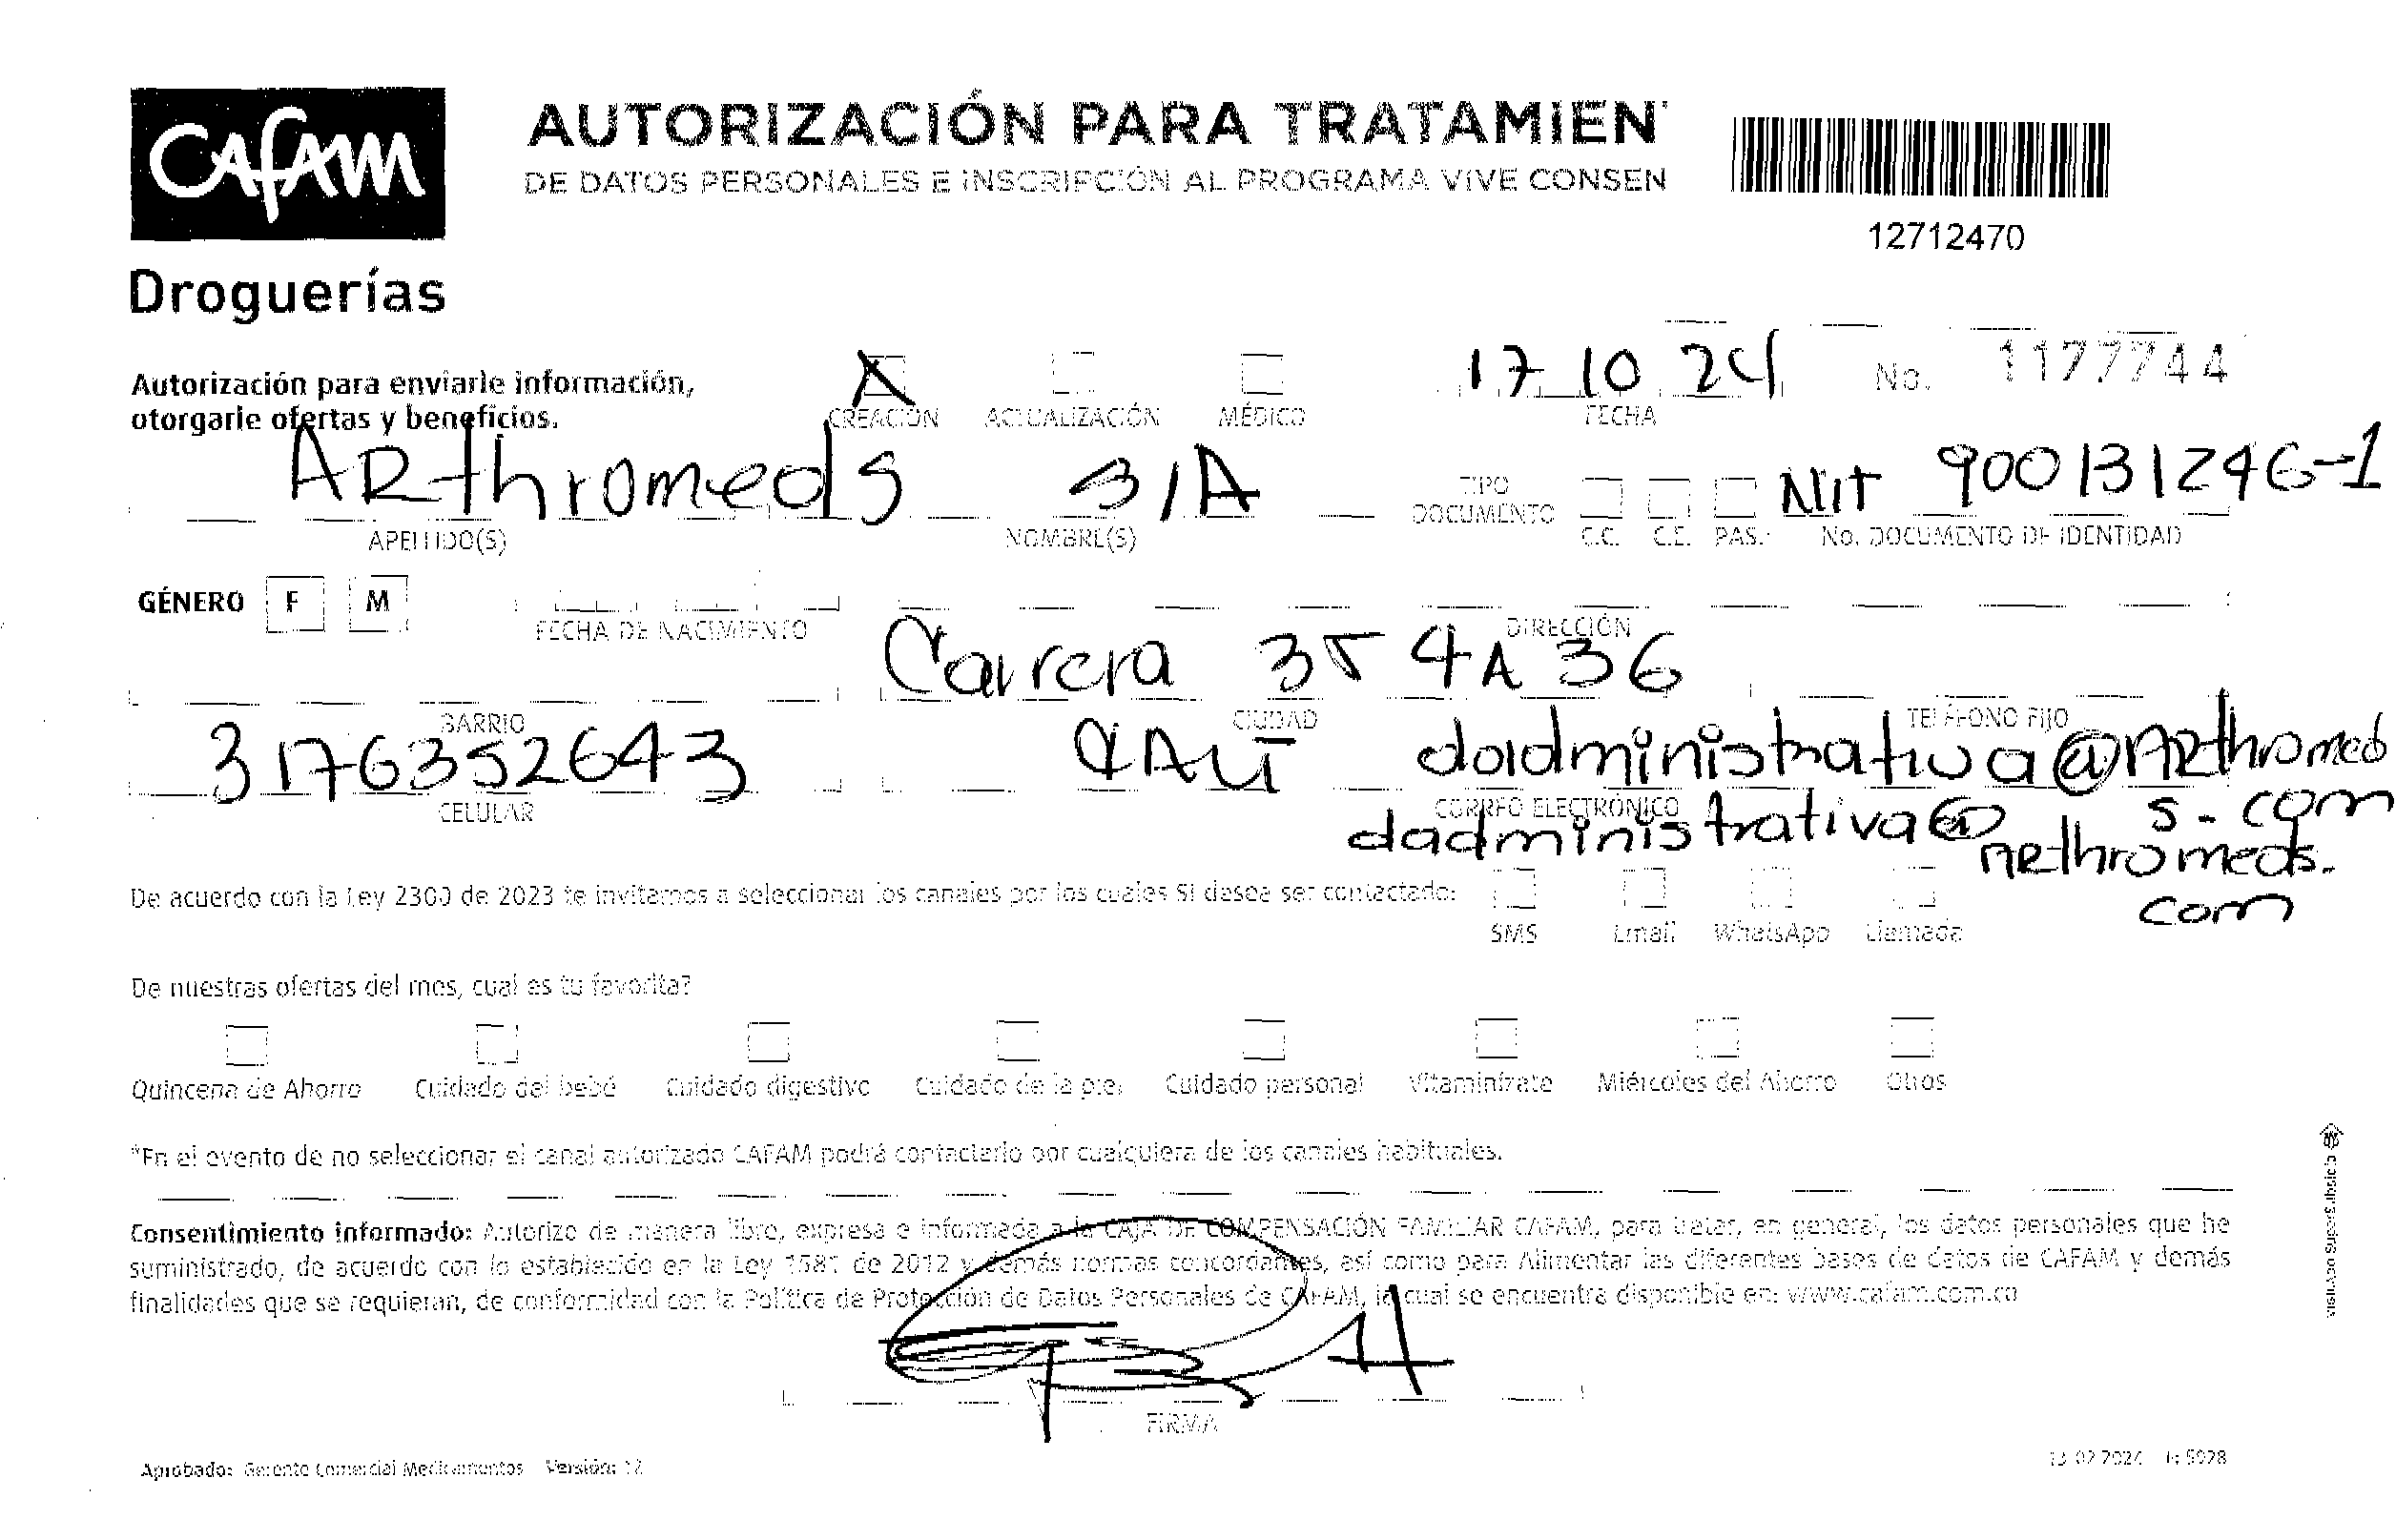 CAFAM
Droguerías
AUTORIZACIÓN PARA TRATAMIEN
DE DATOS PERSONALES E INSCRIPCIÓN AL PROGRAMA VIVE CONSEN
12712470
Autorización para enviarle información,
otorgarle ofertas y beneficios.
X
CREACIÓN ACTUALIZACIÓN MÉDICO
17 10 24
FECHA
No. 1177744
ARthromeds S/A
APELLIDO(S) NOMBRE(S)
TIPO
DOCUMENTO
C.C. C.E. PAS.
Nit 900131246-1
No. DOCUMENTO DE IDENTIDAD
GÉNERO F M
FECHA DE NACIMIENTO
DIRECCIÓN
Carrera 35 4A 36
BARRIO CIUDAD TELÉFONO FIJO
3176352643 CALI dadministrativa@ARthromed
s.com
CELULAR CORREO ELECTRÓNICO
dadministrativa@
ARthromeds.
com
De acuerdo con la Ley 2300 de 2023 te invitamos a seleccionar los canales por los cuales SI desea ser contactado:
SMS Email WhatsApp Llamada
De nuestras ofertas del mes, cual es tu favorita?
Quincena de Ahorro Cuidado del bebé Cuidado digestivo Cuidado de la piel Cuidado personal Vitaminízate Miércoles del Ahorro Otros
*En el evento de no seleccionar el canal autorizado CAFAM podrá contactarlo por cualquiera de los canales habituales.
Consentimiento informado: Autorizo de manera libre, expresa e informada a la CAJA DE COMPENSACIÓN FAMILIAR CAFAM, para tratar, en general, los datos personales que he
suministrado, de acuerdo con lo establecido en la Ley 1581 de 2012 y demás normas concordantes, así como para Alimentar las diferentes bases de datos de CAFAM y demás
finalidades que se requieran, de conformidad con la Política de Protección de Datos Personales de CAFAM, la cual se encuentra disponible en: www.cafam.com.co
FIRMA
Aprobado: Gerente Comercial Medicamentos Versión: 12
13 02 2024
VIGILADO SuperSubsidio